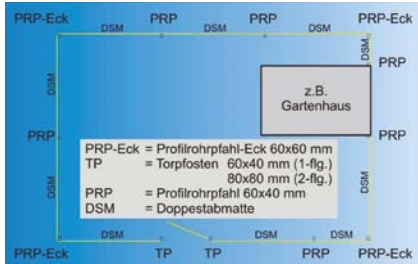 PRP-Eck PRP PRP PRP-Eck
DSM DSM DSM
DSM
DSM
PRP
z.B.
Gartenhaus
PRP
PRP
PRP-Eck = Profilrohrpfahl-Eck 60x60 mm
TP = Torpfosten 60x40 mm (1-flg.)
80x80 mm (2-flg.)
PRP = Profilrohrpfahl 60x40 mm
DSM = Doppestabmatte
DSM
DSM
DSM DSM DSM
PRP-Eck TP TP PRP PRP-Eck